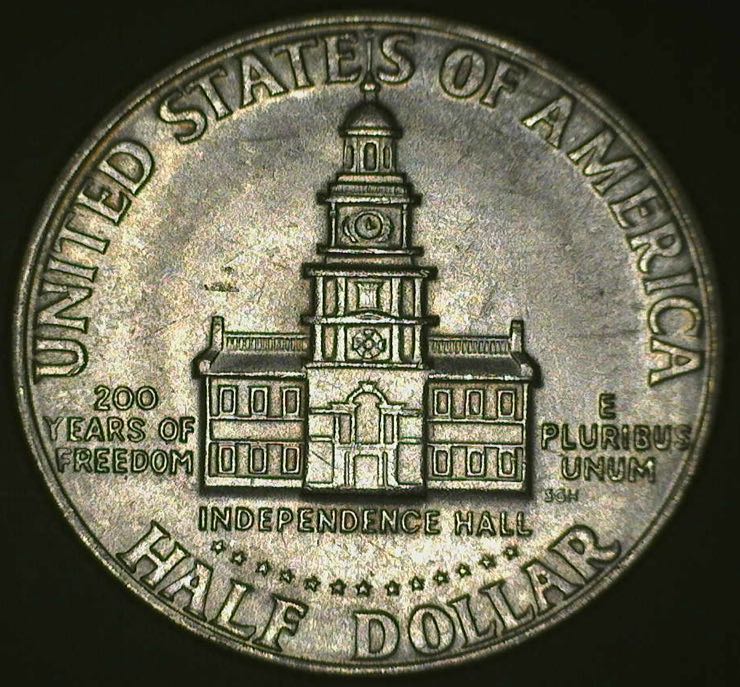 UNITED STATES OF AMERICA
200
YEARS OF
FREEDOM
E
PLURIBUS
UNUM
SGH
INDEPENDENCE HALL
HALF DOLLAR